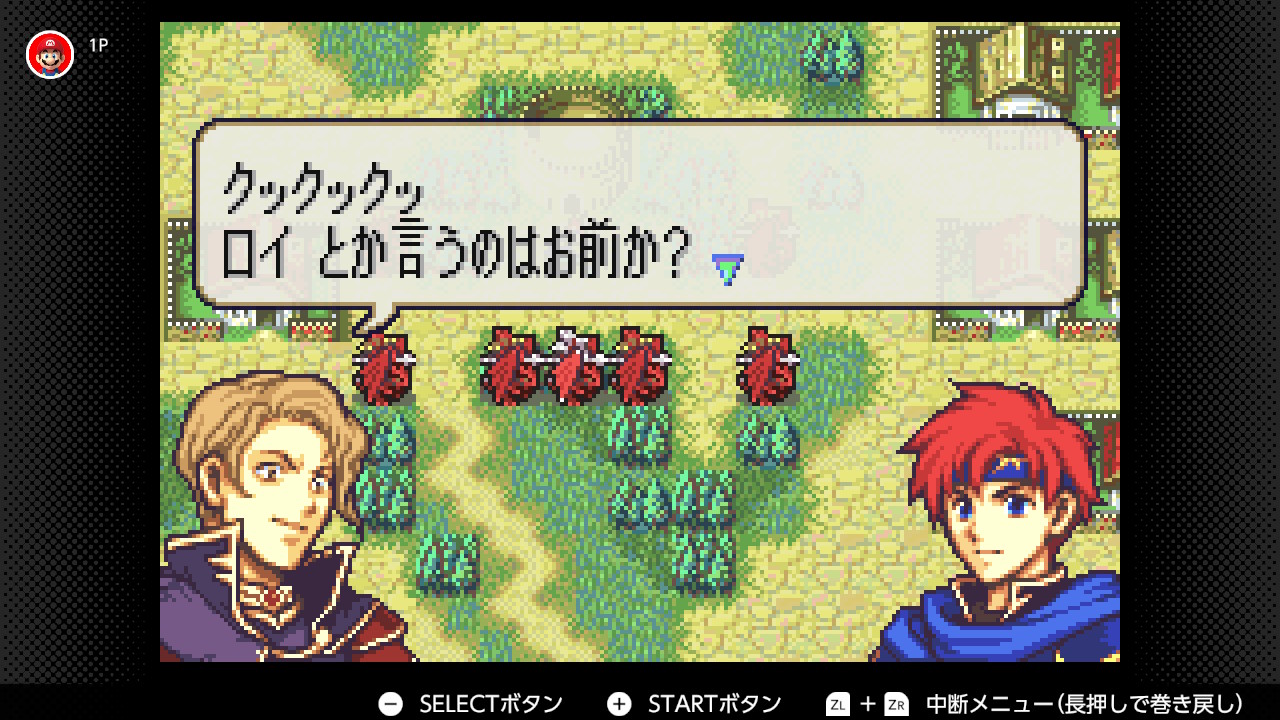 1P
クックックッ
ロイ とか言うのはお前か?
SELECTボタン
STARTボタン
ZL + ZR 中断メニュー(長押しで巻き戻し)